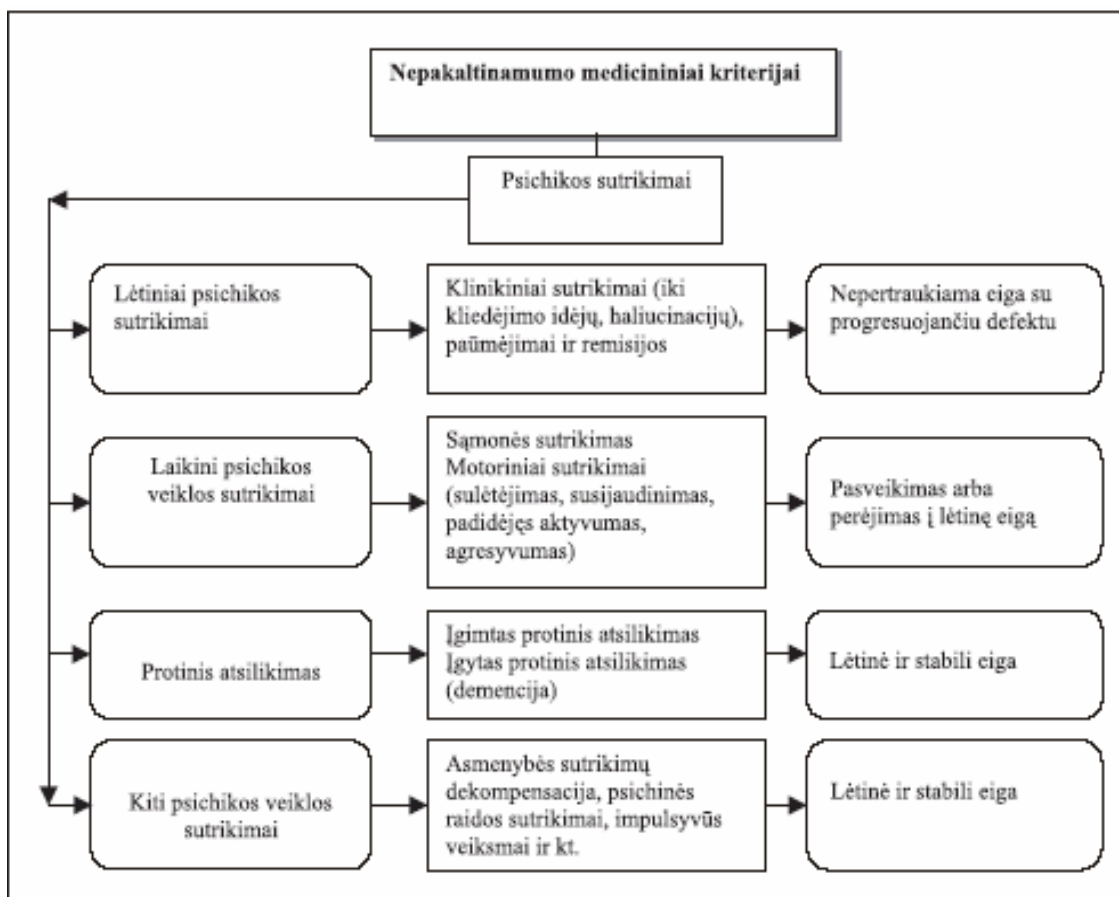 Nepakaltinamumo medicininiai kriterijai
Psichikos sutrikimai
Lėtiniai psichikos
sutrikimai
Klinikiniai sutrikimai (iki
kliedėjimo idėjų, haliucinacijų),
paūmėjimai ir remisijos
Nepertraukiama eiga su
progresuojančiu defektu
Laikini psichikos
veiklos sutrikimai
Sąmonės sutrikimas
Motoriniai sutrikimai
(sulėtėjimas, susijaudinimas,
padidėjęs aktyvumas,
agresyvumas)
Pasveikimas arba
perėjimas į lėtinę eigą
Protinis atsilikimas
Įgimtas protinis atsilikimas
Įgytas protinis atsilikimas
(demencija)
Lėtinė ir stabili eiga
Kiti psichikos veiklos
sutrikimai
Asmenybės sutrikimų
dekompensacija, psichinės
raidos sutrikimai, impulsyvūs
veiksmai ir kt.
Lėtinė ir stabili eiga